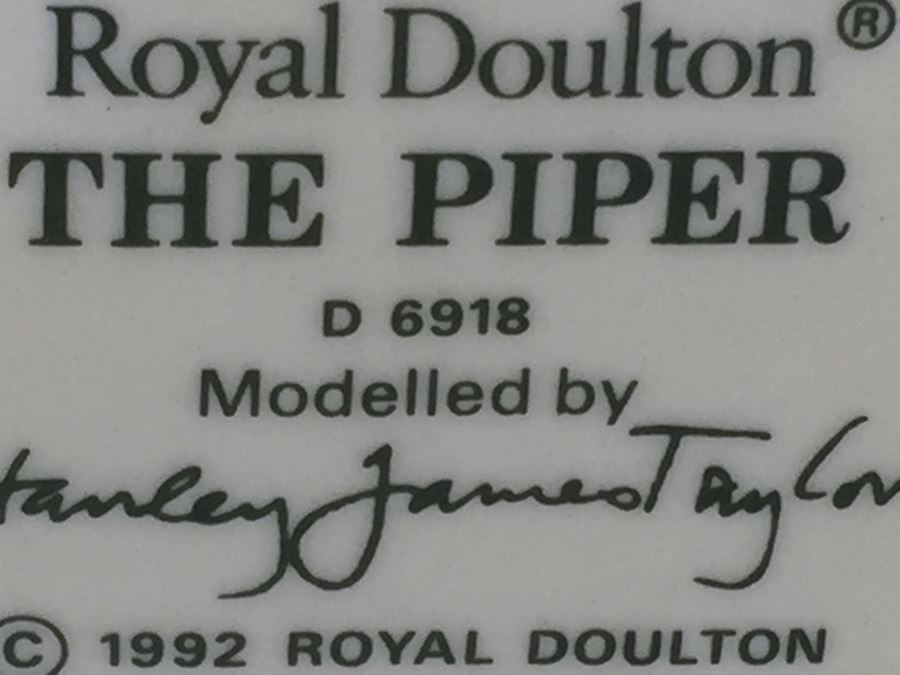 Royal Doulton ®
THE PIPER
D 6918
Modelled by
tanley James Taylor
© 1992 ROYAL DOULTON